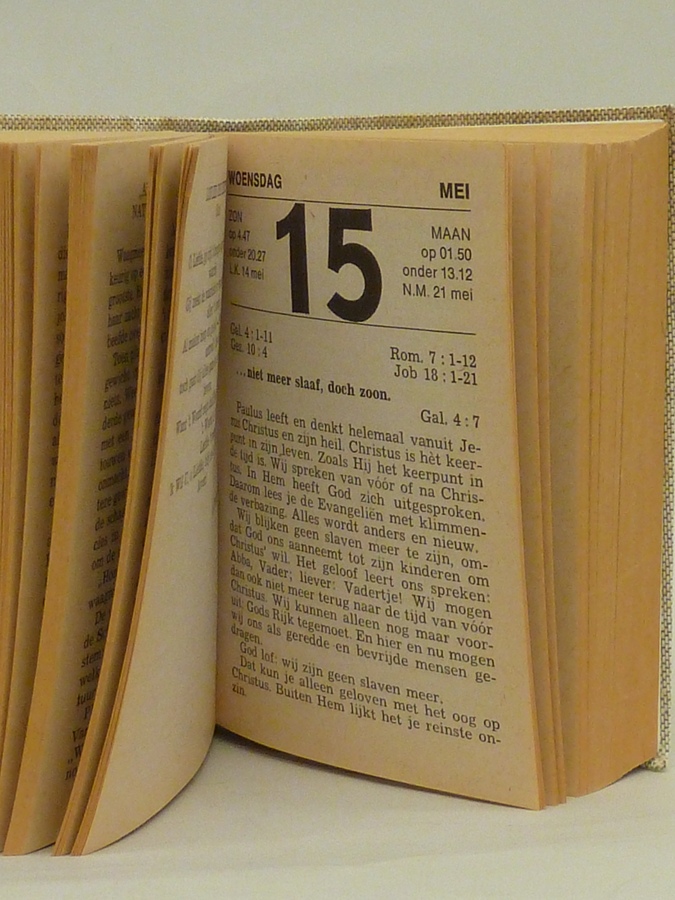 WOENSDAG MEI
ZON
op 4.47
onder 20.27
L.K. 14 mei
15
MAAN
op 01.50
onder 13.12
N.M. 21 mei
Gal. 4 : 1-11
Ges. 10 : 4
Rom. 7 : 1-12
Job 18 : 1-21
...niet meer slaaf, doch zoon.
Gal. 4 : 7
Paulus leeft en denkt helemaal vanuit Je-
zus Christus en zijn heil. Christus is hèt keer-
punt in zijn leven. Zoals Hij het keerpunt in
de tijd is. Wij spreken van vóór of na Chris-
tus. In Hem heeft God zich uitgesproken.
Daarom lees je de Evangeliën met klimmen-
de verbazing. Alles wordt anders en nieuw.
Wij blijken geen slaven meer te zijn, om-
dat God ons aanneemt tot zijn kinderen om
Christus' wil. Het geloof leert ons spreken:
Abba, Vader; liever: Vadertje! Wij mogen
dan ook niet meer terug naar de tijd van vóór
Christus. Wij kunnen alleen nog maar voor-
uit Gods Rijk tegemoet. En hier en nu mogen
wij ons als geredde en bevrijde mensen ge-
dragen.
God lof: wij zijn geen slaven meer.
Dat kun je alleen geloven met het oog op
Christus. Buiten Hem lijkt het je reinste on-
zin.